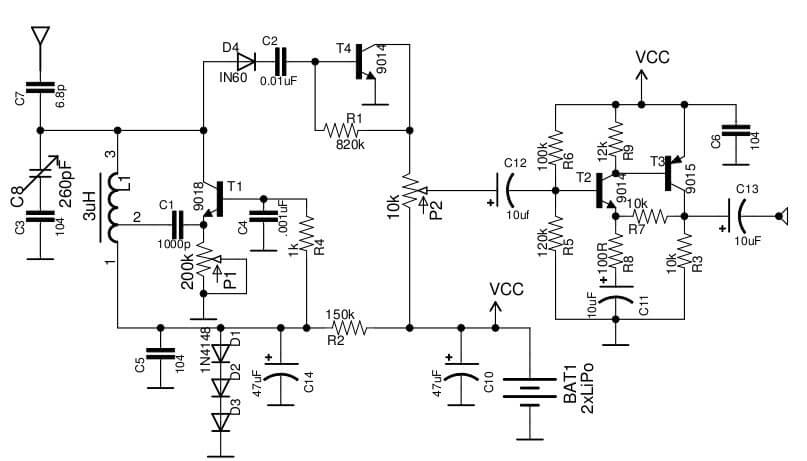 D4
IN60
C2
0.01uF
T4
9014
VCC
C7
6.8p
R1
820k
C6
104
100k
R6
12k
R9
T3
9015
3
L1
3uH
2
1
C8
260pF
C3
104
9018
T1
C1
1000p
C4
.001uF
1k
R4
200k
P1
10k
P2
C12
10uf
T2
9014
10k
R7
C13
10uF
120k
R5
100R
R8
10k
R3
10uF
C11
150k
R2
VCC
C5
104
1N4148
D1
D2
D3
47uF
C14
47uF
C10
BAT1
2xLiPo